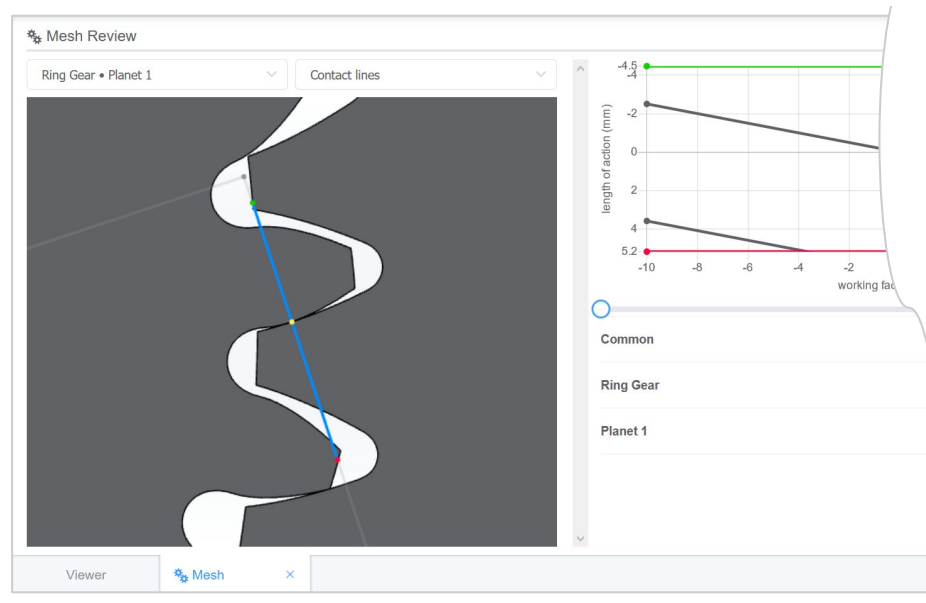 Mesh Review
Ring Gear • Planet 1
Contact lines
length of action (mm)
-4.5
-4
-2
0
2
4
5.2
-10
-8
-6
-4
-2
working
Common
Ring Gear
Planet 1
Viewer
Mesh